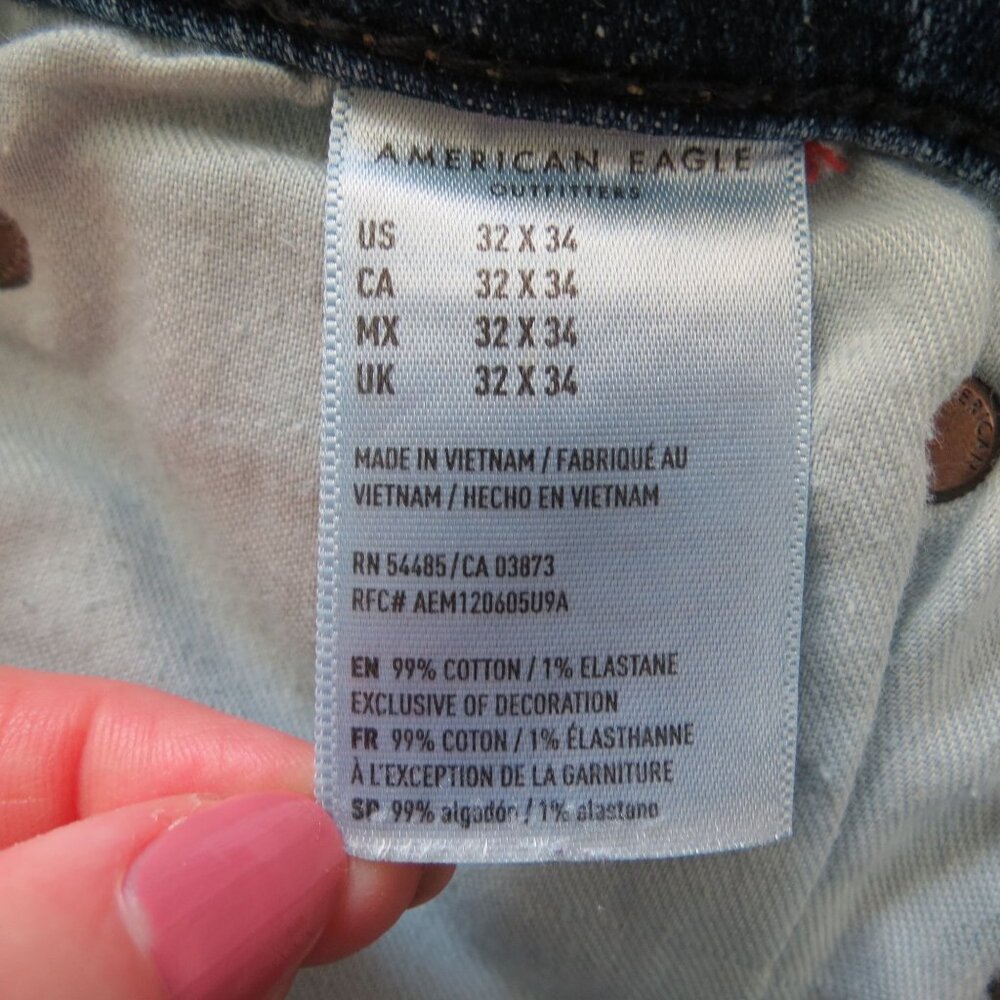 AMERICAN EAGLE
OUTFITTERS
US 32 X 34
CA 32 X 34
MX 32 X 34
UK 32 X 34
MADE IN VIETNAM / FABRIQUÉ AU
VIETNAM / HECHO EN VIETNAM
RN 54485/CA 03873
RFC# AEM120605U9A
EN 99% COTTON / 1% ELASTANE
EXCLUSIVE OF DECORATION
FR 99% COTON / 1% ÉLASTHANNE
À L'EXCEPTION DE LA GARNITURE
SP 99% algodón / 1% elastano